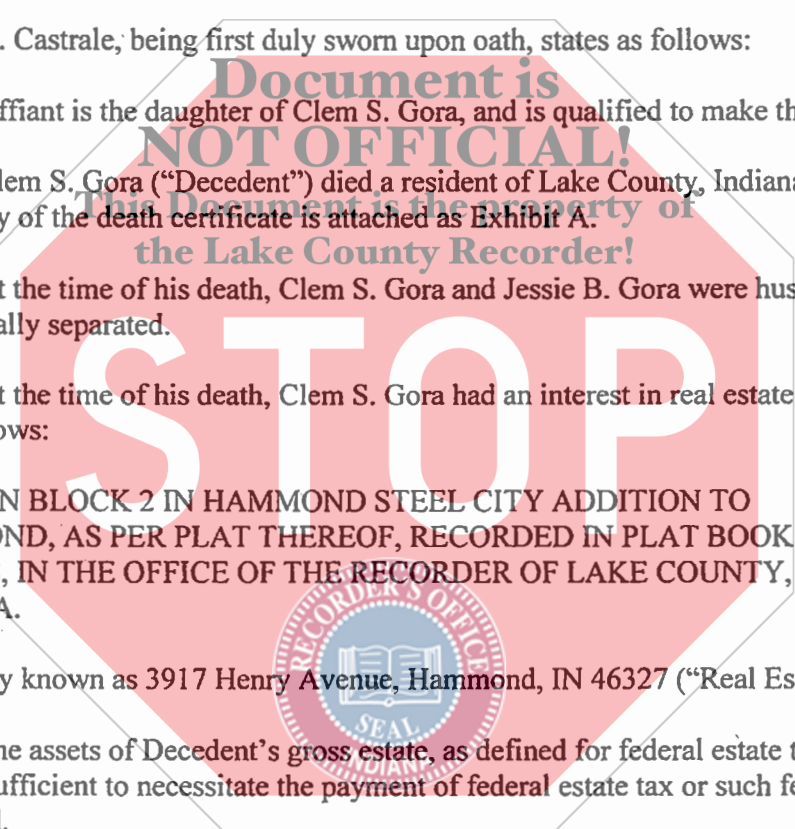 . Castrale, being first duly sworn upon oath, states as follows:
Document is
ffiant is the daughter of Clem S. Gora, and is qualified to make th
NOT OFFICIAL!
lem S. Gora ("Decedent") died a resident of Lake County, Indian
This Document is the property of
y of the death certificate is attached as Exhibit A.
the Lake County Recorder!
t the time of his death, Clem S. Gora and Jessie B. Gora were hus
ally separated.
STOP
t the time of his death, Clem S. Gora had an interest in real estate
ows:
N BLOCK 2 IN HAMMOND STEEL CITY ADDITION TO
OND, AS PER PLAT THEREOF, RECORDED IN PLAT BOOK
, IN THE OFFICE OF THE RECORDER OF LAKE COUNTY,
A.
RECORDER'S OFFICE
SEAL
INDIANA
y known as 3917 Henry Avenue, Hammond, IN 46327 ("Real Es
he assets of Decedent's gross estate, as defined for federal estate t
ufficient to necessitate the payment of federal estate tax or such fe